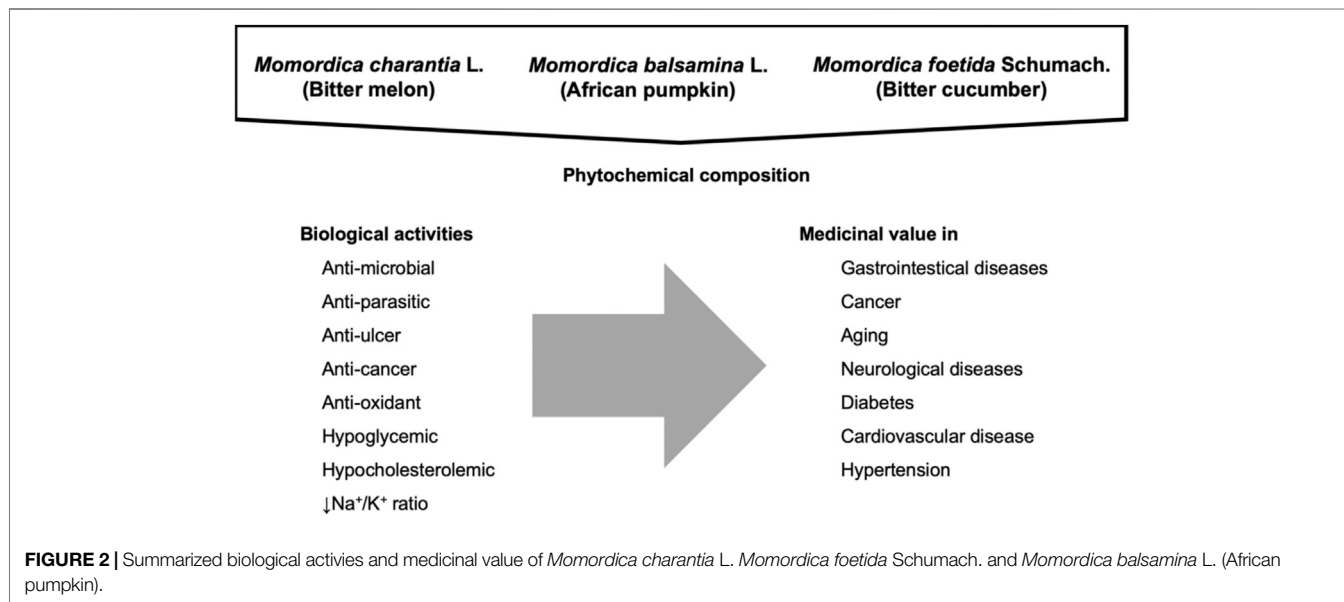 Momordica charantia L. Momordica balsamina L. Momordica foetida Schumach.
(Bitter melon) (African pumpkin) (Bitter cucumber)
Phytochemical composition
Biological activities
Anti-microbial
Anti-parasitic
Anti-ulcer
Anti-cancer
Anti-oxidant
Hypoglycemic
Hypocholesterolemic
↓Na⁺/K⁺ ratio
Medicinal value in
Gastrointestical diseases
Cancer
Aging
Neurological diseases
Diabetes
Cardiovascular disease
Hypertension
FIGURE 2 | Summarized biological activies and medicinal value of Momordica charantia L. Momordica foetida Schumach. and Momordica balsamina L. (African
pumpkin).